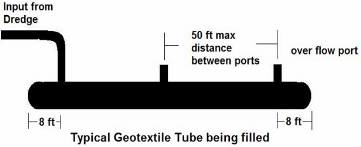 Input from
Dredge
50 ft max
distance
between ports
over flow port
8 ft
8 ft
Typical Geotextile Tube being filled